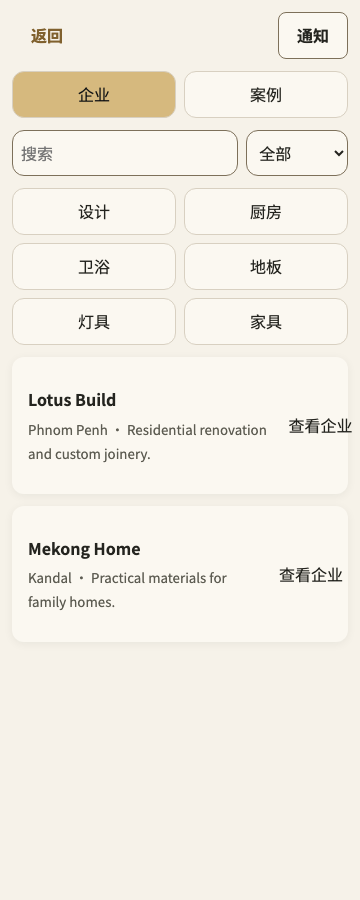 返回
通知
企业
案例
搜索
全部
设计
厨房
卫浴
地板
灯具
家具
Lotus Build
Phnom Penh · Residential renovation
and custom joinery.
查看企业
Mekong Home
Kandal · Practical materials for
family homes.
查看企业